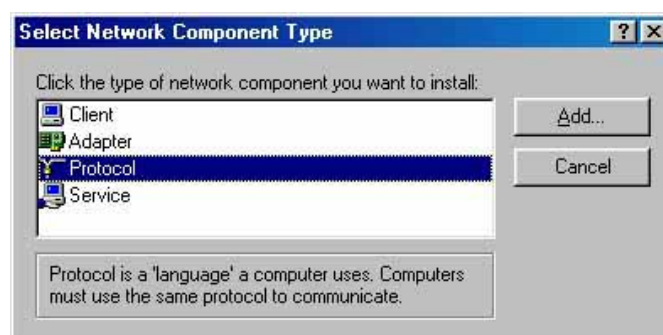 Select Network Component Type
Click the type of network component you want to install:
Client
Adapter
Protocol
Service
Add...
Cancel
Protocol is a 'language' a computer uses. Computers
must use the same protocol to communicate.